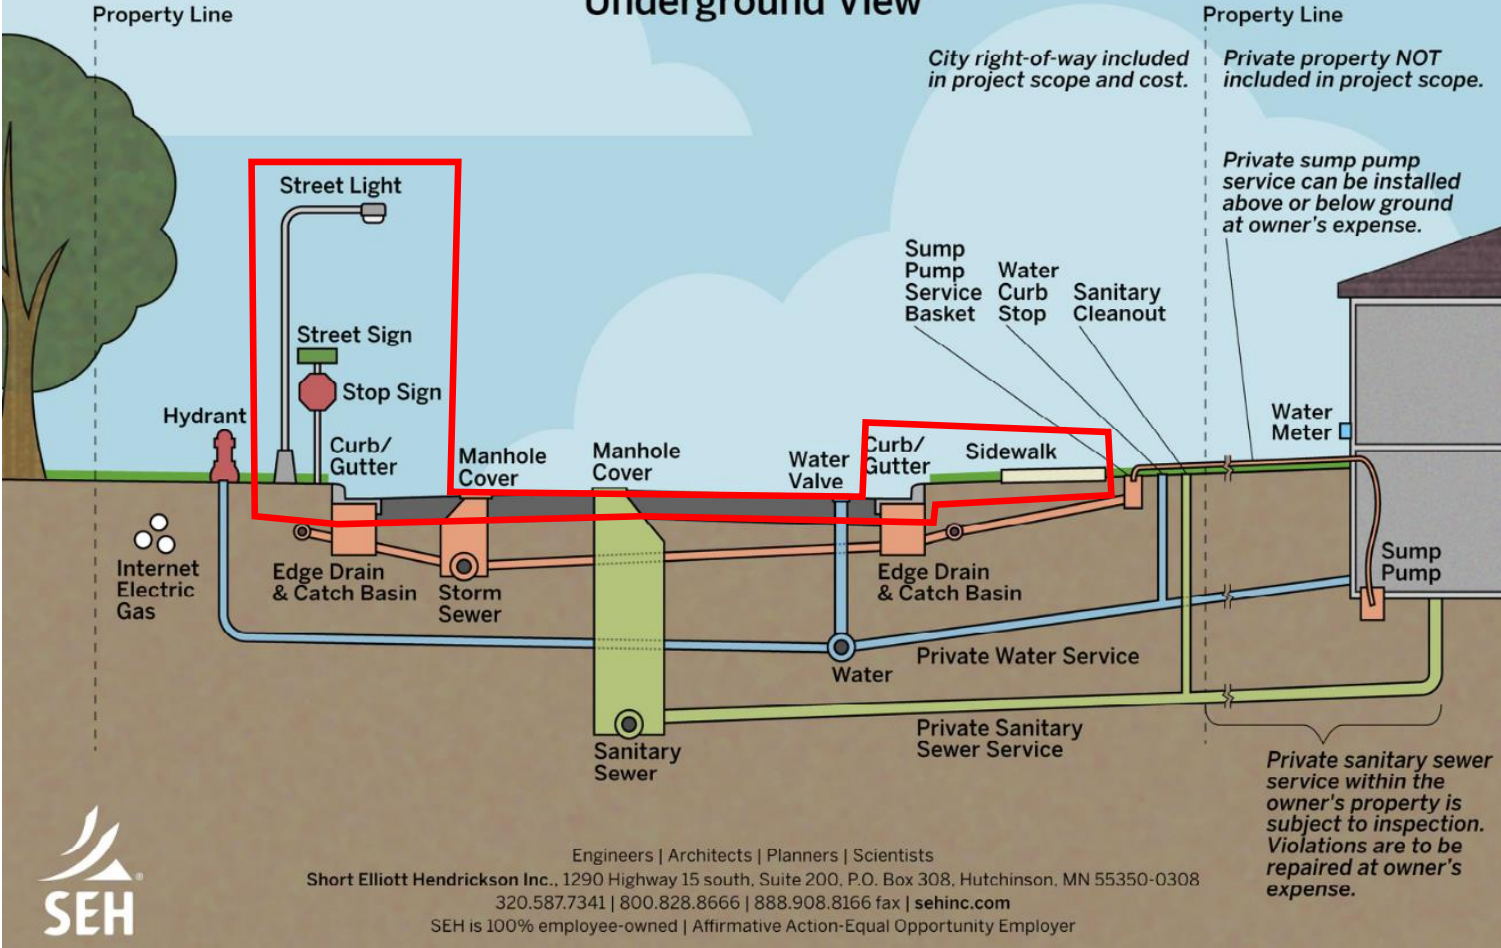 Underground View
Property Line
Property Line
City right-of-way included
in project scope and cost.
Private property NOT
included in project scope.
Private sump pump
service can be installed
above or below ground
at owner's expense.
Street Light
Street Sign
Stop Sign
Hydrant
Curb/
Gutter
Manhole
Cover
Manhole
Cover
Water
Valve
Curb/
Gutter
Sidewalk
Sump
Pump
Service
Basket
Water
Curb
Stop
Sanitary
Cleanout
Water
Meter
Internet
Electric
Gas
Edge Drain
& Catch Basin
Storm
Sewer
Edge Drain
& Catch Basin
Sump
Pump
Private Water Service
Water
Private Sanitary
Sewer Service
Sanitary
Sewer
Private sanitary sewer
service within the
owner's property is
subject to inspection.
Violations are to be
repaired at owner's
expense.
SEH®
Engineers | Architects | Planners | Scientists
Short Elliott Hendrickson Inc., 1290 Highway 15 south, Suite 200, P.O. Box 308, Hutchinson, MN 55350-0308
320.587.7341 | 800.828.8666 | 888.908.8166 fax | sehinc.com
SEH is 100% employee-owned | Affirmative Action-Equal Opportunity Employer